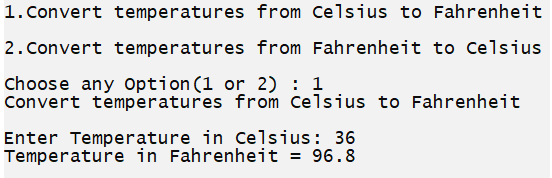 1.Convert temperatures from Celsius to Fahrenheit
2.Convert temperatures from Fahrenheit to Celsius
Choose any Option(1 or 2) : 1
Convert temperatures from Celsius to Fahrenheit
Enter Temperature in Celsius: 36
Temperature in Fahrenheit = 96.8